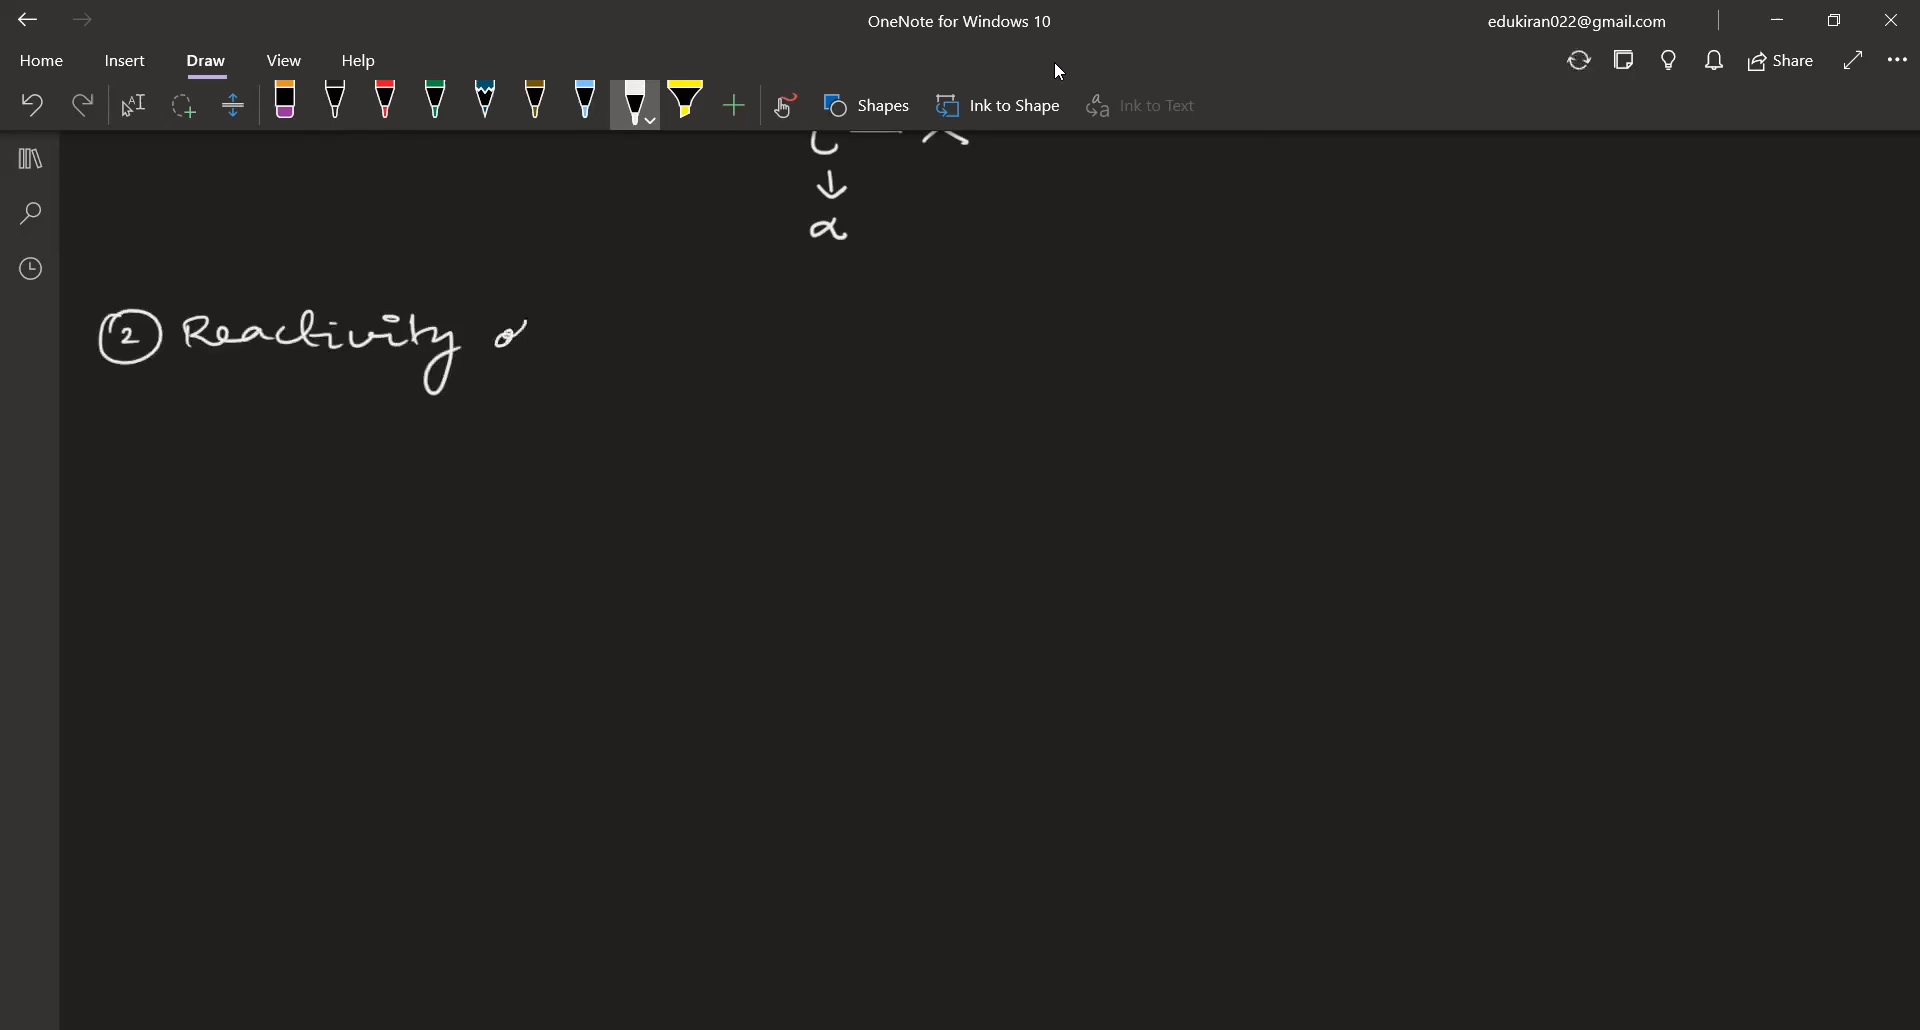 OneNote for Windows 10
edukiran022@gmail.com
Home Insert Draw View Help
Share
Shapes Ink to Shape Ink to Text
α
② Reactivity